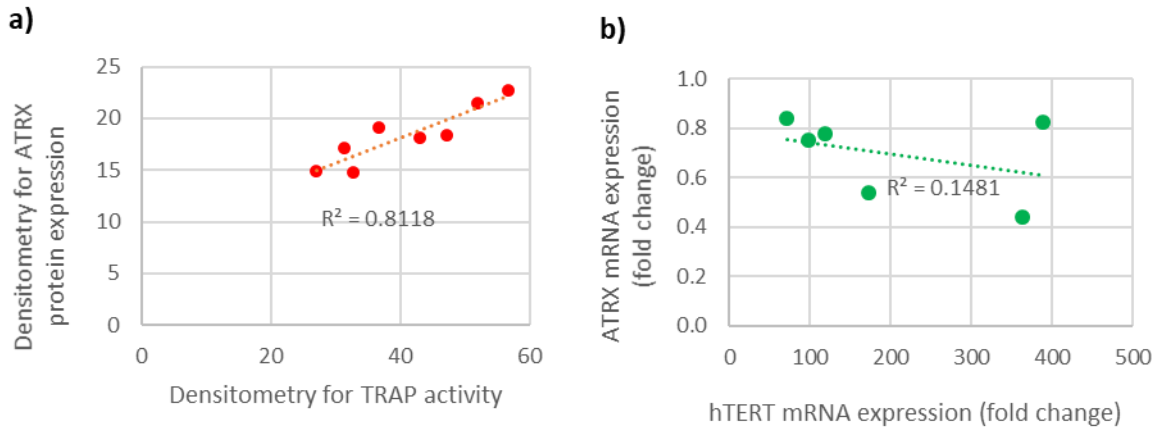 a)
25
20
15
10
5
0
Densitometry for ATRX
protein expression
R² = 0.8118
0 20 40 60
Densitometry for TRAP activity
b)
1.0
0.8
0.6
0.4
0.2
0.0
ATRX mRNA expression
(fold change)
R² = 0.1481
0 100 200 300 400 500
hTERT mRNA expression (fold change)